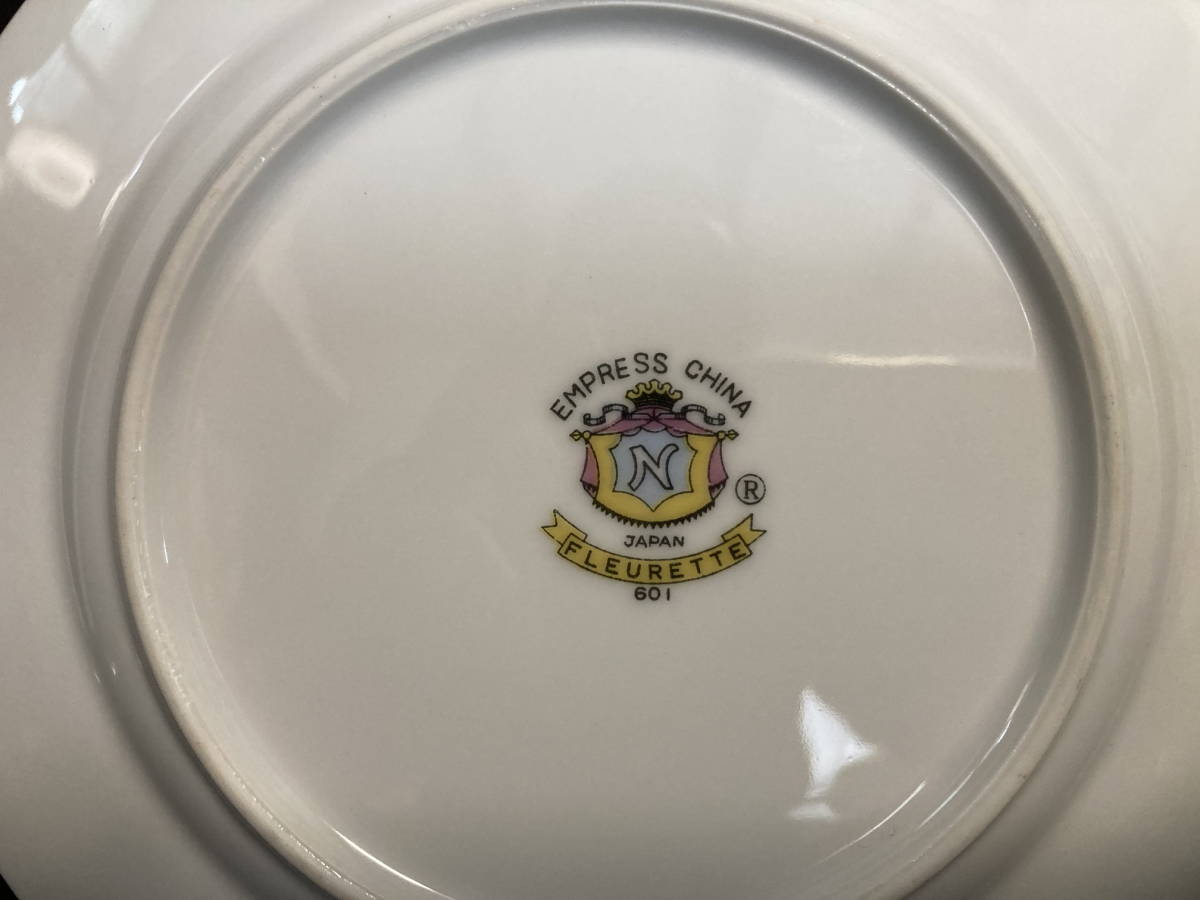 EMPRESS CHINA
N
®
JAPAN
FLEURETTE
601